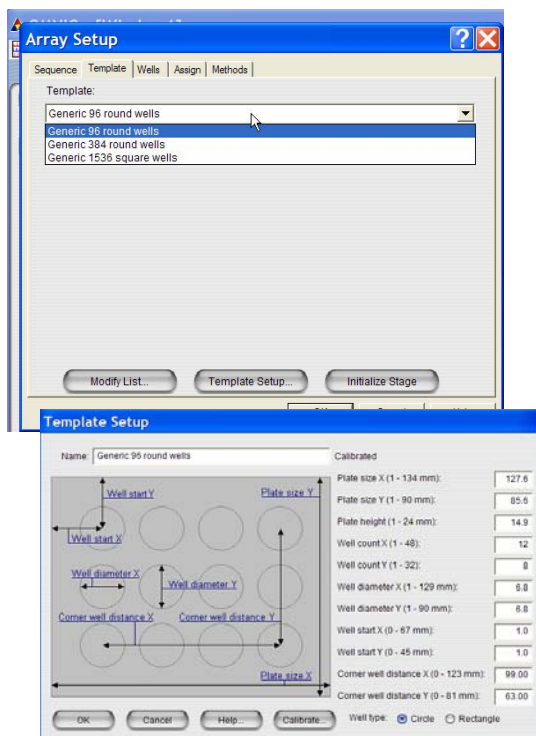 Array Setup
Sequence Template Wells Assign Methods
Template:
Generic 96 round wells
Generic 96 round wells
Generic 384 round wells
Generic 1536 square wells
Modify List... Template Setup... Initialize Stage
Template Setup
Name: Generic 96 round wells Calibrated
Well start Y Plate size Y
Well start X
Well diameter X Well diameter Y
Corner well distance X Corner well distance Y
Plate size X
Plate size X (1 - 134 mm): 127.6
Plate size Y (1 - 90 mm): 85.6
Plate height (1 - 24 mm): 14.9
Well count X (1 - 48): 12
Well count Y (1 - 32): 8
Well diameter X (1 - 129 mm): 6.8
Well diameter Y (1 - 90 mm): 6.8
Well start X (0 - 67 mm): 1.0
Well start Y (0 - 45 mm): 1.0
Corner well distance X (0 - 123 mm): 99.00
Corner well distance Y (0 - 81 mm): 63.00
OK Cancel Help... Calibrate... Well type: Circle Rectangle